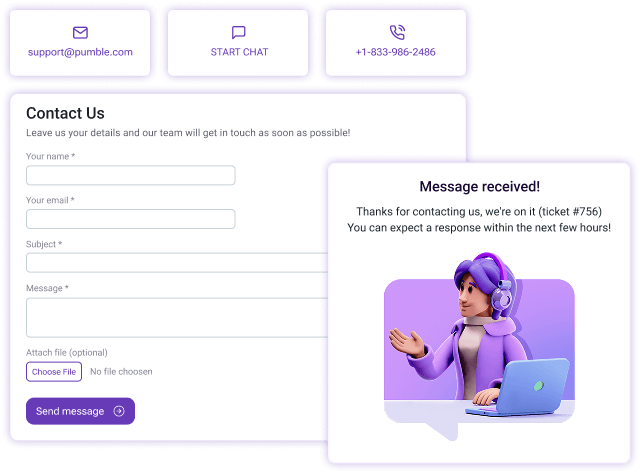 support@pumble.com
START CHAT
+1-833-986-2486
Contact Us
Leave us your details and our team will get in touch as soon as possible!
Your name *
Your email *
Subject *
Message *
Attach file (optional)
Choose File
No file choosen
Send message
Message received!
Thanks for contacting us, we're on it (ticket #756)
You can expect a response within the next few hours!